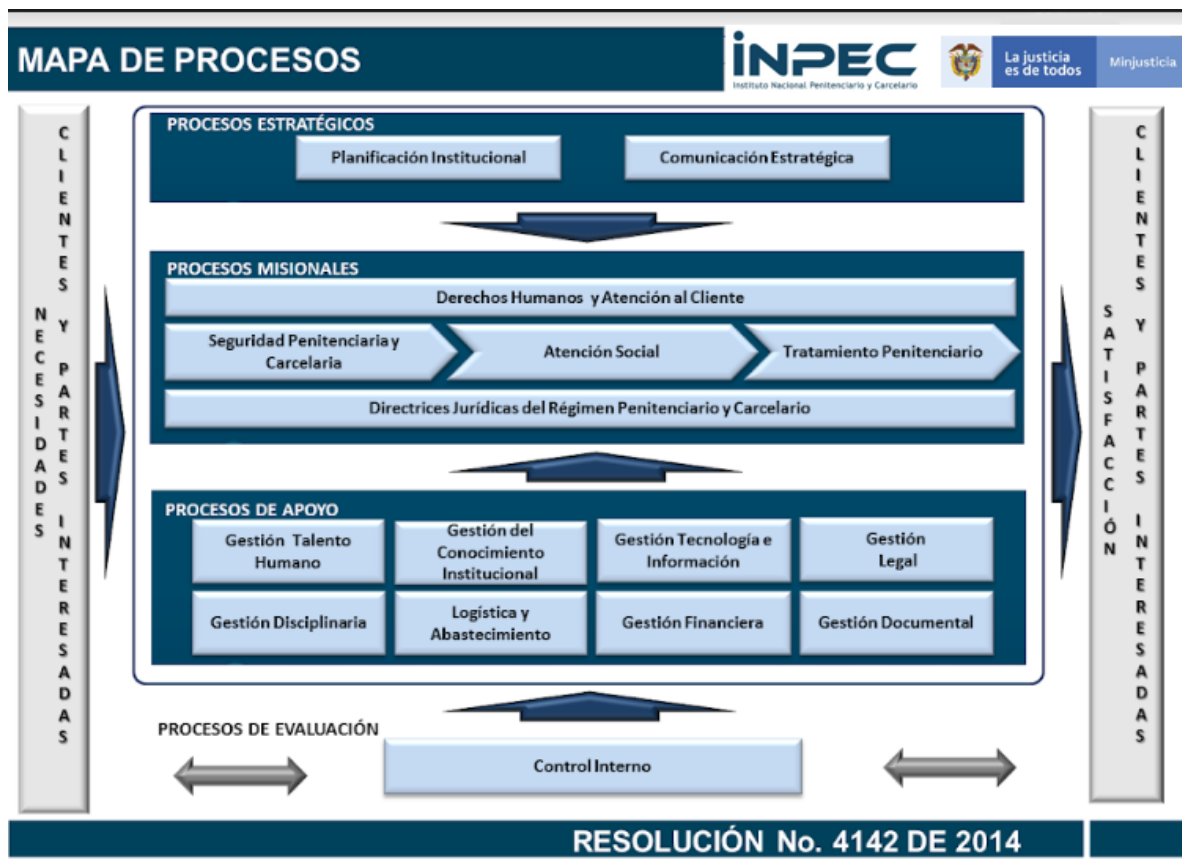 MAPA DE PROCESOS
INPEC
Instituto Nacional Penitenciario y Carcelario
La justicia
es de todos
Minjusticia
CLIENTES Y PARTES INTERESADAS
NECESIDADES
PROCESOS ESTRATÉGICOS
Planificación Institucional
Comunicación Estratégica
PROCESOS MISIONALES
Derechos Humanos y Atención al Cliente
Seguridad Penitenciaria y
Carcelaria
Atención Social
Tratamiento Penitenciario
Directrices Jurídicas del Régimen Penitenciario y Carcelario
PROCESOS DE APOYO
Gestión Talento
Humano
Gestión del
Conocimiento
Institucional
Gestión Tecnología e
Información
Gestión
Legal
Gestión Disciplinaria
Logística y
Abastecimiento
Gestión Financiera
Gestión Documental
PROCESOS DE EVALUACIÓN
Control Interno
CLIENTES Y PARTES INTERESADAS
SATISFACCIÓN
RESOLUCIÓN No. 4142 DE 2014